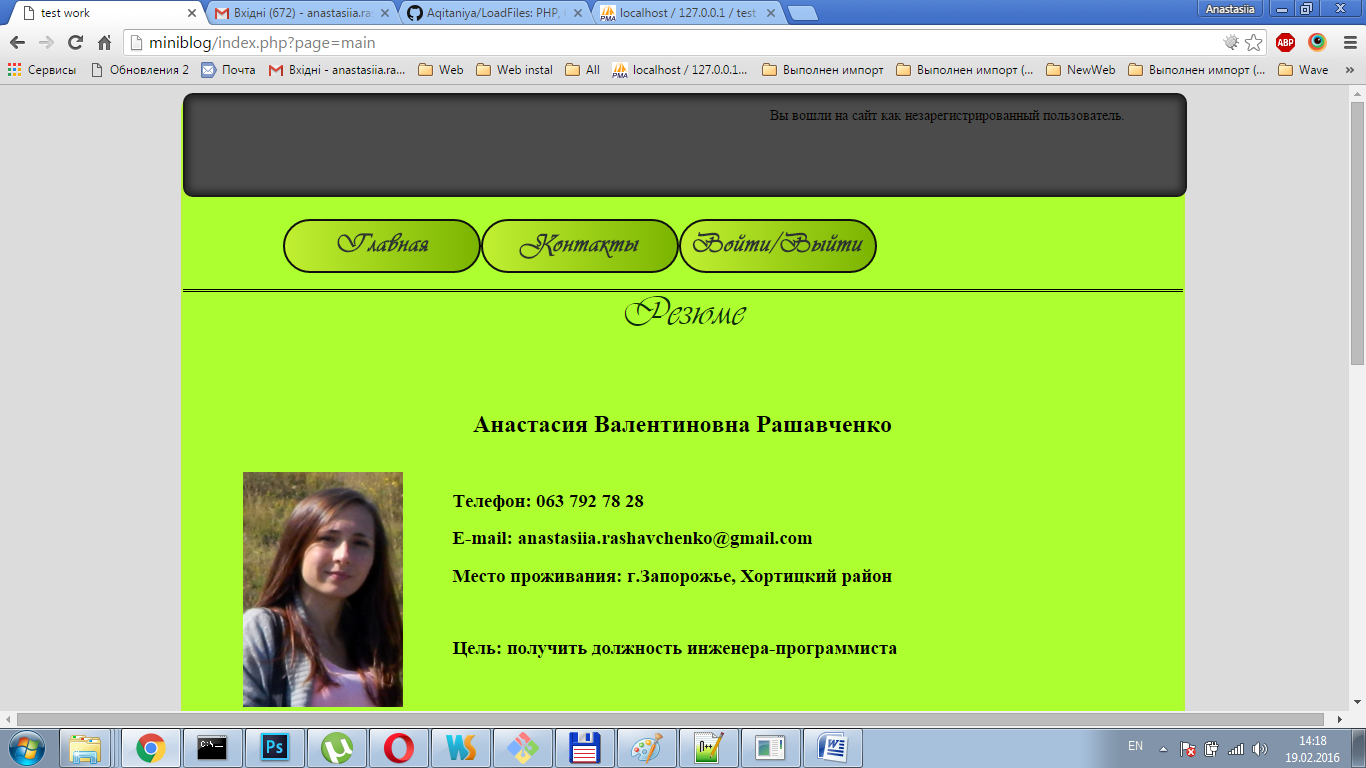 test work
Вхідні (672) - anastasiia.ra
Aqitaniya/LoadFiles: PHP,
localhost / 127.0.0.1 / test
Anastasiia
miniblog/index.php?page=main
ABP
Сервисы
Обновления 2
Почта
Вхідні - anastasiia.ra...
Web
Web instal
All
localhost / 127.0.0.1...
Выполнен импорт
Выполнен импорт (...
NewWeb
Выполнен импорт (...
Wave
»
Вы вошли на сайт как незарегистрированный пользователь.
Главная
Контакты
Войти/Выйти
Резюме
Анастасия Валентиновна Рашавченко
Телефон: 063 792 78 28
E-mail: anastasiia.rashavchenko@gmail.com
Место проживания: г.Запорожье, Хортицкий район
Цель: получить должность инженера-программиста
EN
14:18
19.02.2016